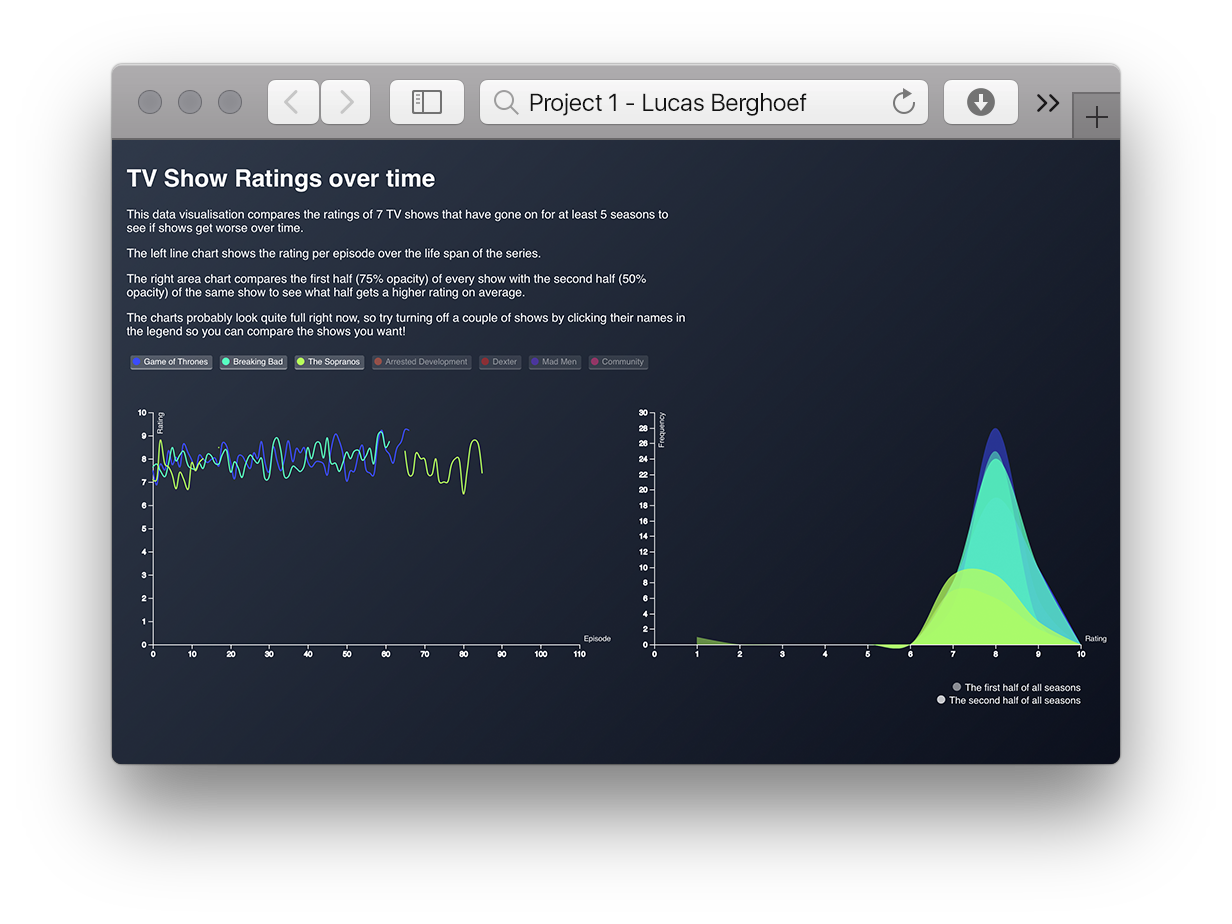 Project 1 - Lucas Berghoef
TV Show Ratings over time
This data visualisation compares the ratings of 7 TV shows that have gone on for at least 5 seasons to
see if shows get worse over time.
The left line chart shows the rating per episode over the life span of the series.
The right area chart compares the first half (75% opacity) of every show with the second half (50%
opacity) of the same show to see what half gets a higher rating on average.
The charts probably look quite full right now, so try turning off a couple of shows by clicking their names in
the legend so you can compare the shows you want!
Game of Thrones Breaking Bad The Sopranos Arrested Development Dexter Mad Men Community
Rating
10
9
8
7
6
5
4
3
2
1
0
0 10 20 30 40 50 60 70 80 90 100 110
Episode
Frequency
30
28
26
24
22
20
18
16
14
12
10
8
6
4
2
0
0 1 2 3 4 5 6 7 8 9 10
Rating
The first half of all seasons
The second half of all seasons